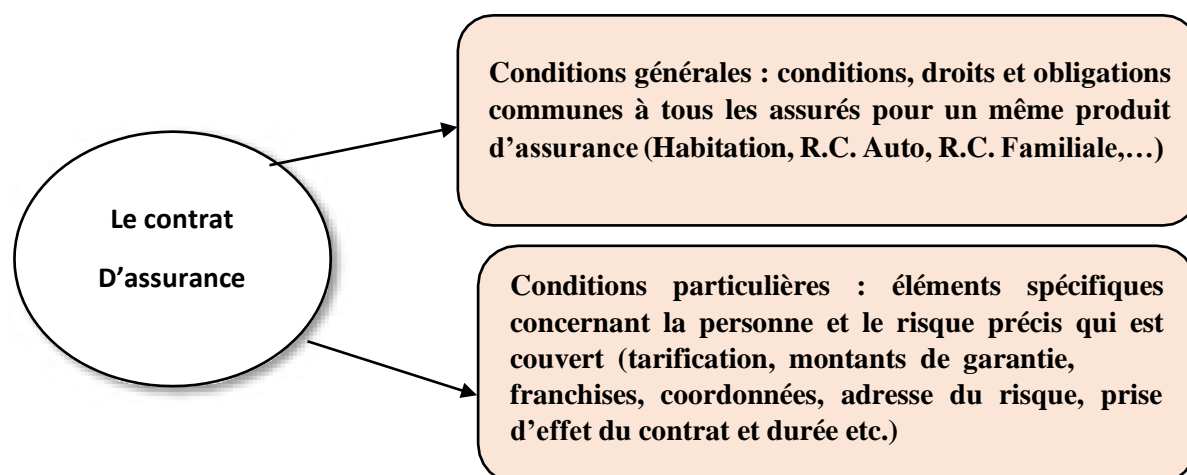 Le contrat
D’assurance
Conditions générales : conditions, droits et obligations
communes à tous les assurés pour un même produit
d’assurance (Habitation, R.C. Auto, R.C. Familiale,…)
Conditions particulières : éléments spécifiques
concernant la personne et le risque précis qui est
couvert (tarification, montants de garantie,
franchises, coordonnées, adresse du risque, prise
d’effet du contrat et durée etc.)